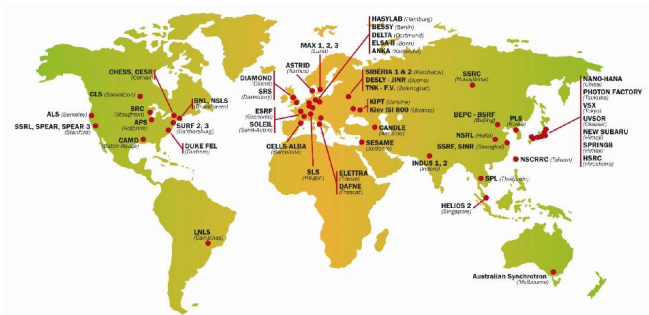 HASYLAB (Hamburg)
BESSY (Berlin)
DELTA (Dortmund)
ELSA-II (Bonn)
ANKA (Karlsruhe)
MAX 1, 2, 3
(Lund)
ASTRID
(Aarhus)
CHESS, CESR
(Cornell)
DIAMOND
(Didcot)
SRS
(Daresbury)
SIBERIA 1 & 2 (Kurchatov)
DESLY - JINR (Dubna)
TNK - F.V. (Zelenograd)
SSRC
(Novosibirsk)
NANO-HANA
(Chiba)
PHOTON FACTORY
(Tsukuba)
VSX
(Tokyo)
UVSOR
(Okasaki)
NEW SUBARU
(Himeji)
SPRING8
(Himeji)
HSRC
(Hiroshima)
CLS (Saskatoon)
BNL, NSLS
(Brookhaven)
SRC
(Stoughton)
APS
(Argonne)
ALS (Berkeley)
SSRL, SPEAR, SPEAR 3
(Stanford)
SURF 2, 3
(Gaithersburg)
CAMD
(Baton Rouge)
DUKE FEL
(Durham)
ESRF
(Grenoble)
SOLEIL
(Saint-Aubin)
KIPT (Ukraine)
Kiev ISI 800 (Ukraine)
CANDLE
(Armenia)
SESAME
(Jordan)
CELLS-ALBA
(Barcelona)
SLS
(Villigen)
ELETTRA
(Trieste)
DAFNE
(Frascati)
BEPC - BSRF
(Beijing)
PLS
(Pohang)
NSRL (Hefei)
SSRF, SINR (Shanghai)
INDUS 1, 2
(Indore)
NSCRRC (Taiwan)
SPL (Thailand)
HELIOS 2
(Singapore)
LNLS
(Campinas)
Australian Synchrotron
(Melbourne)